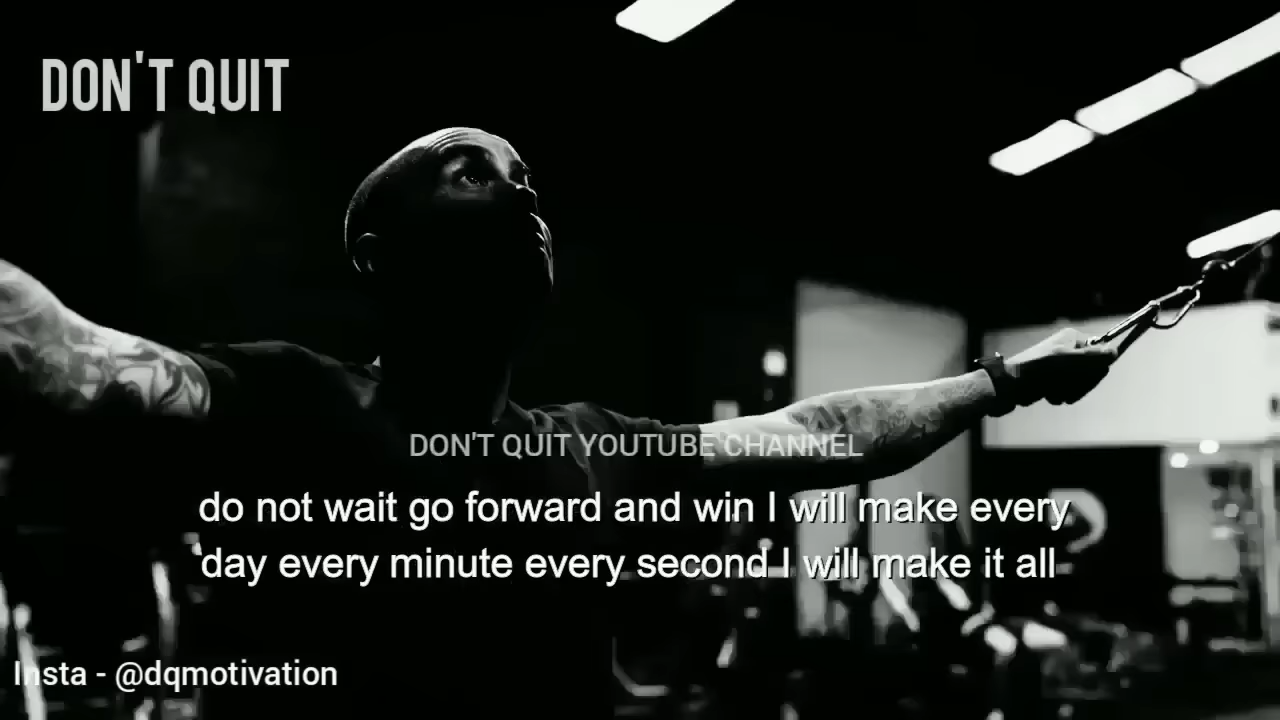 DON'T QUIT
DON'T QUIT YOUTUBE CHANNEL
do not wait go forward and win I will make every
day every minute every second I will make it all
Insta - @dqmotivation